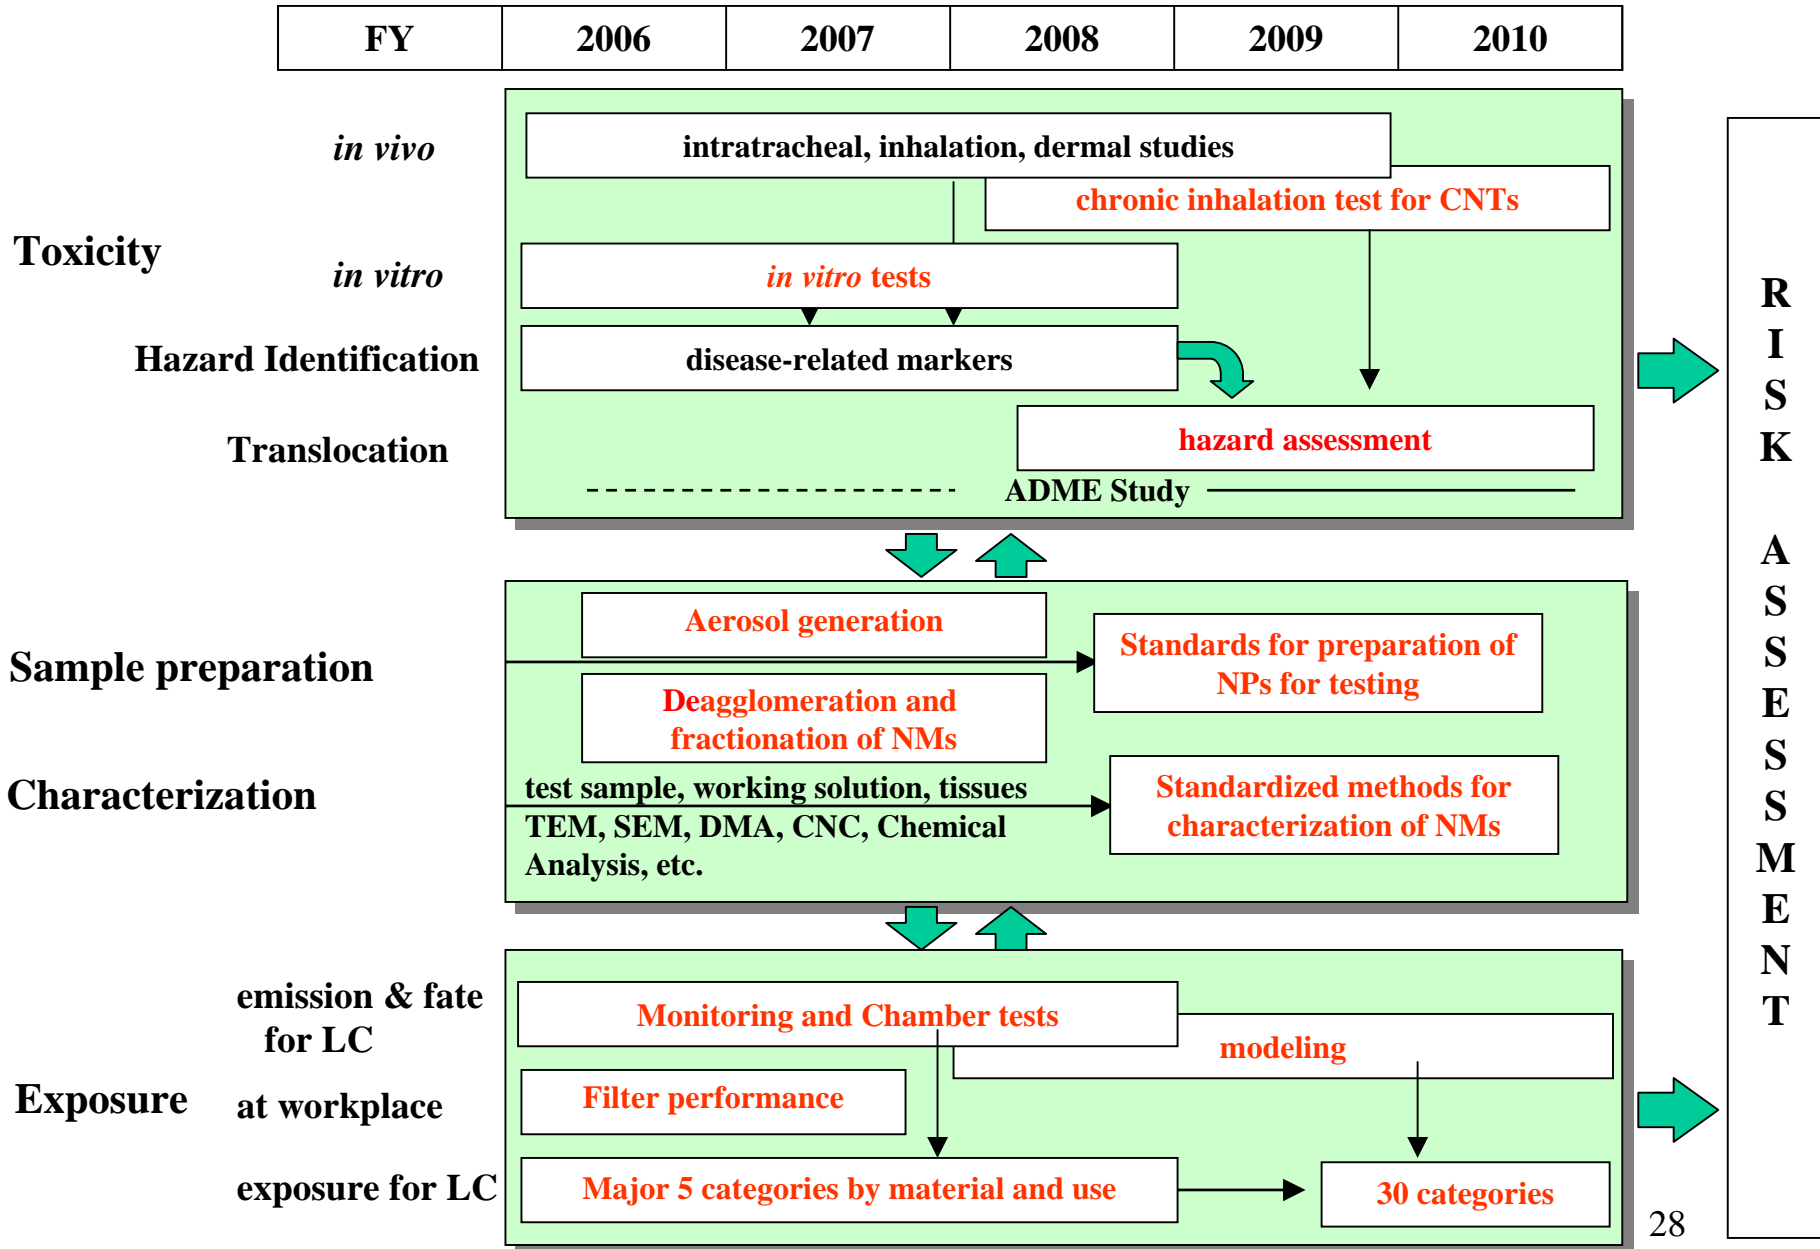 FY 2006 2007 2008 2009 2010
in vivo
intratracheal, inhalation, dermal studies
chronic inhalation test for CNTs
Toxicity
in vitro
in vitro tests
Hazard Identification
disease-related markers
Translocation
hazard assessment
ADME Study
Aerosol generation
Sample preparation
Standards for preparation of
NPs for testing
Deagglomeration and
fractionation of NMs
Characterization
test sample, working solution, tissues
TEM, SEM, DMA, CNC, Chemical
Analysis, etc.
Standardized methods for
characterization of NMs
emission & fate
for LC
Monitoring and Chamber tests
modeling
Exposure
at workplace
Filter performance
exposure for LC
Major 5 categories by material and use
30 categories
RISK ASSESSMENT
28